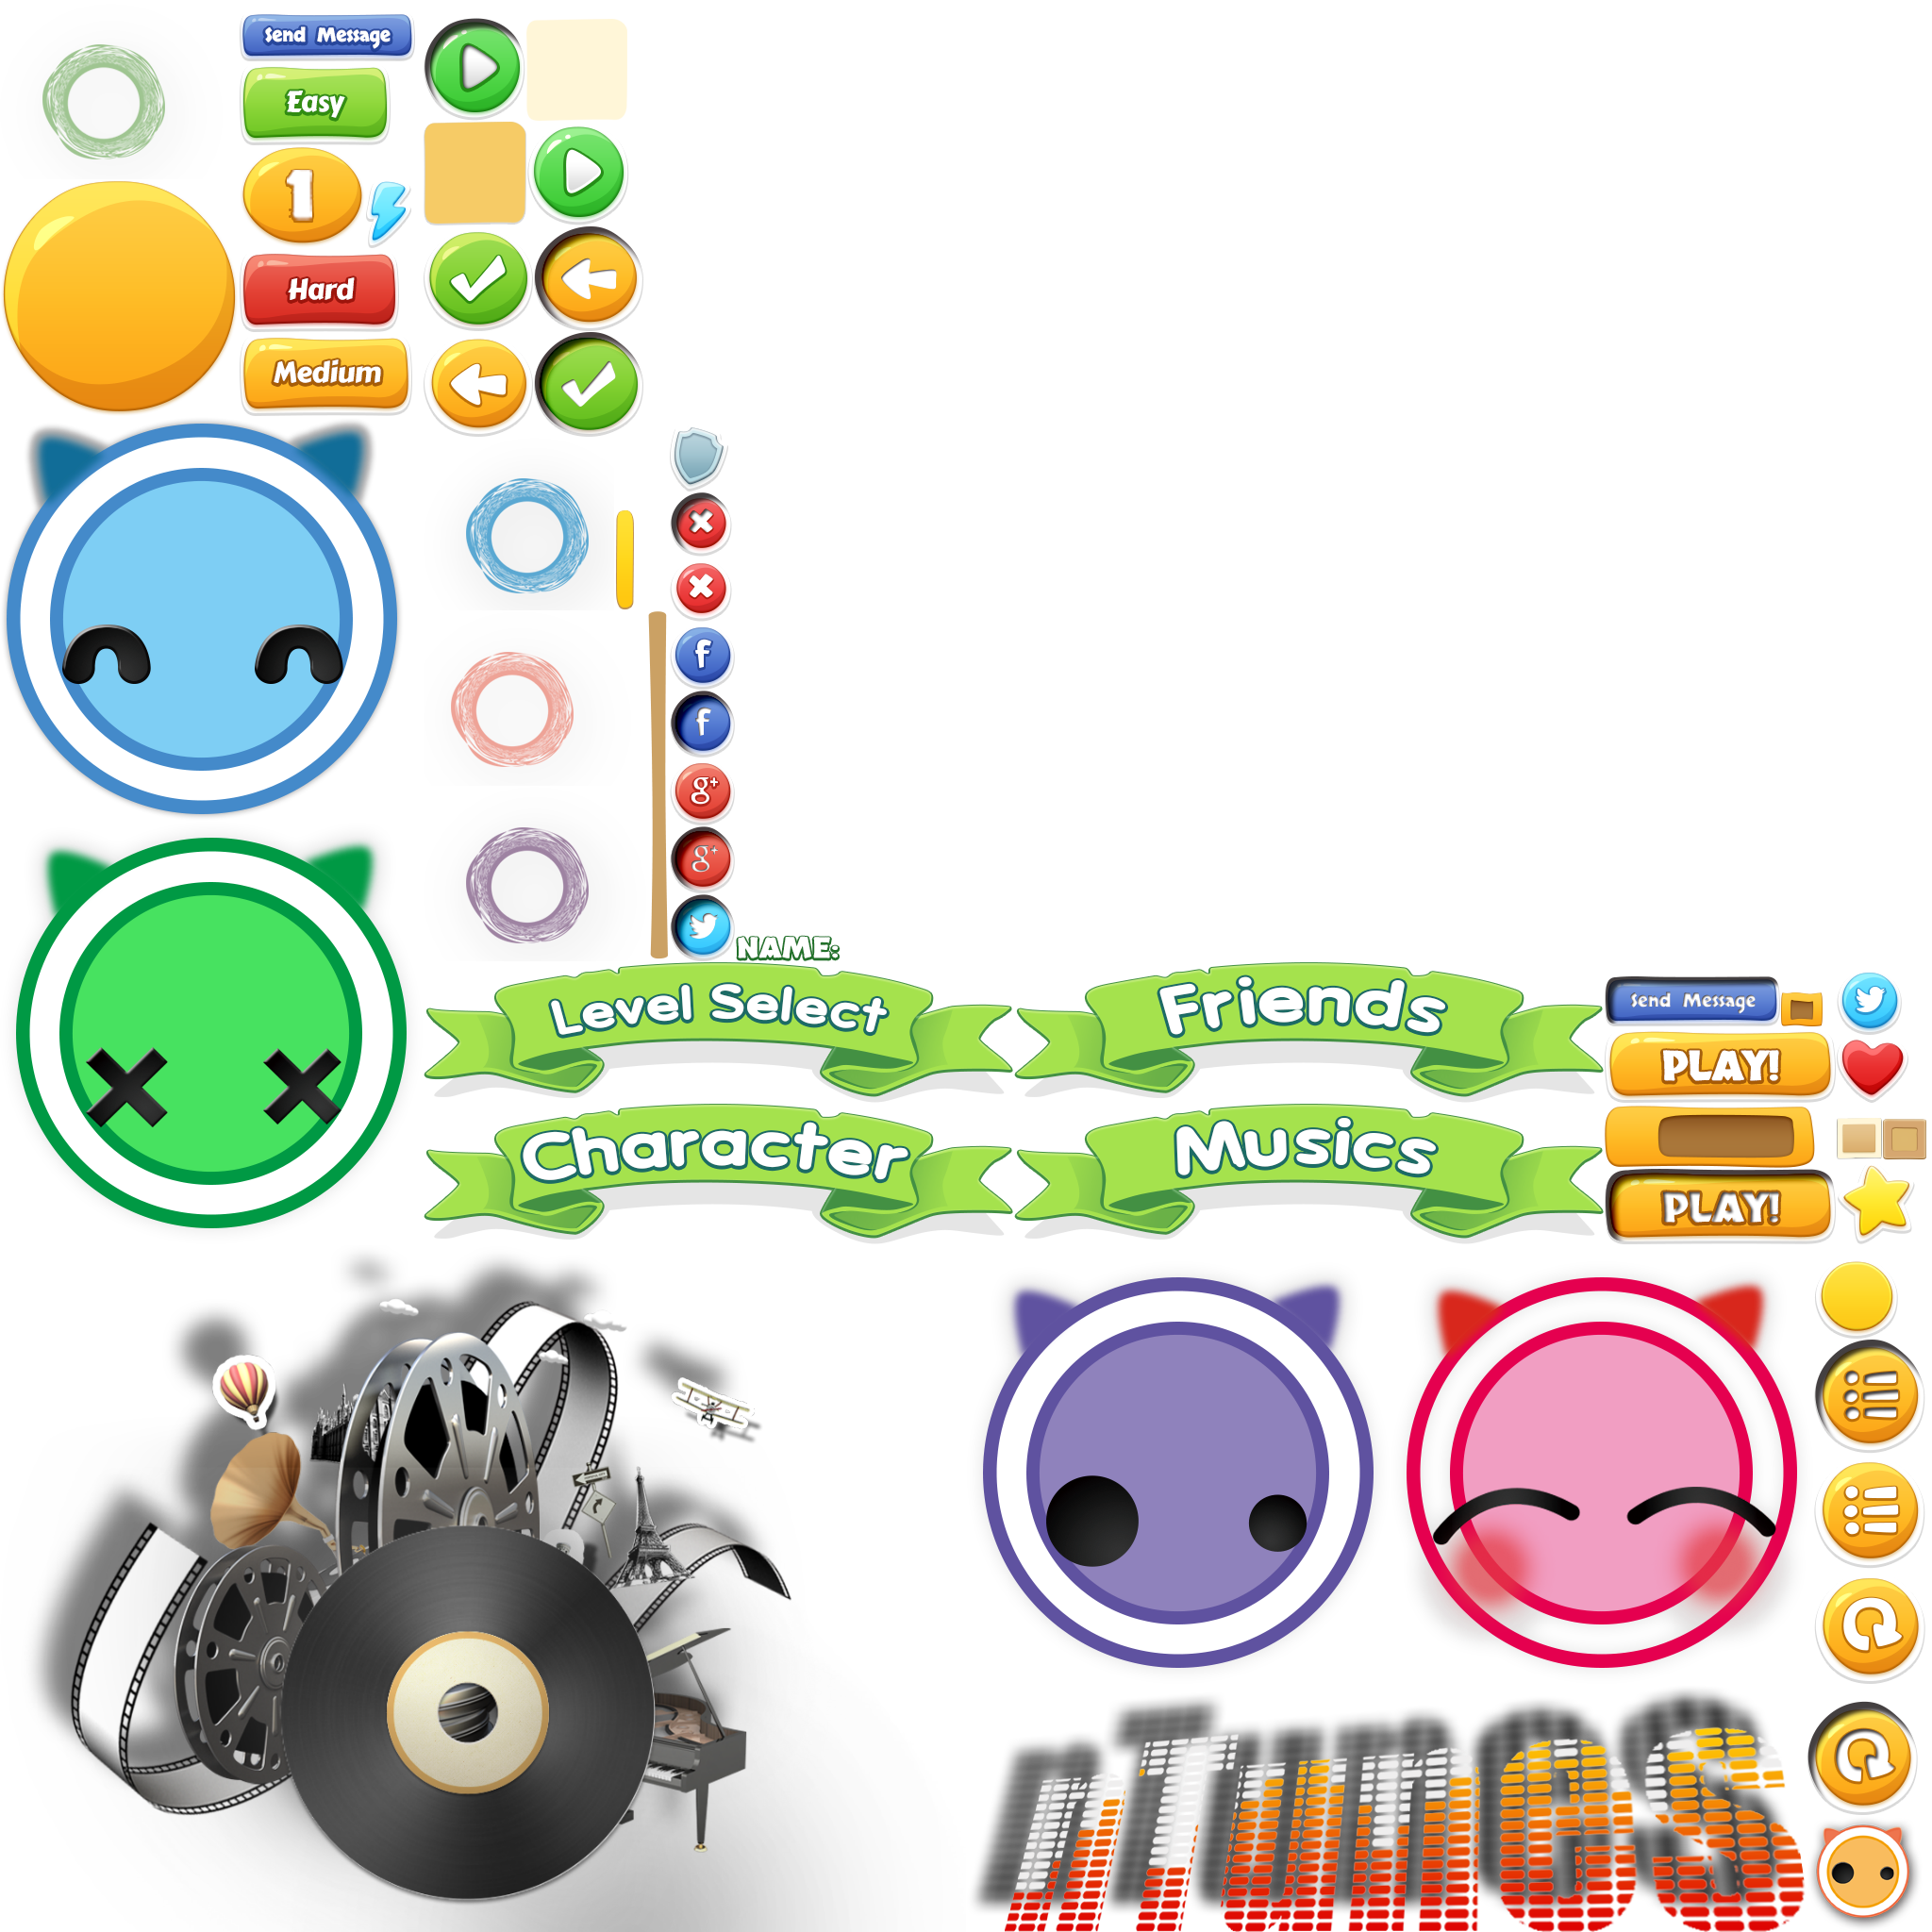 Send Message
Easy
1
Hard
Medium
f
f
g+
g+
NAME:
Level Select
Friends
Send Message
PLAY!
Character
Musics
PLAY!
nTunes